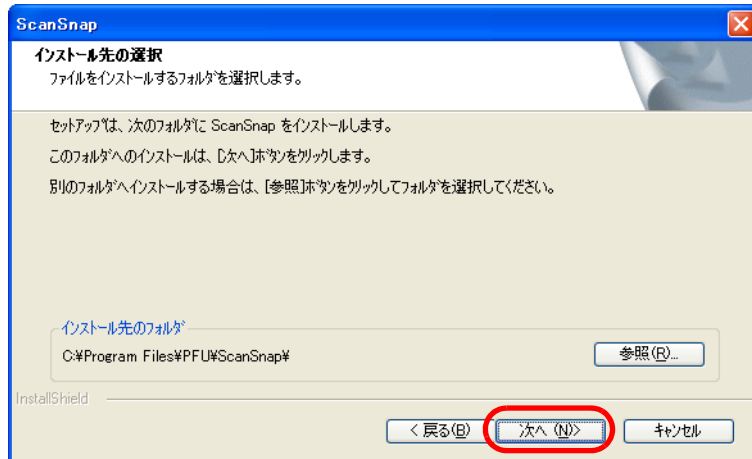 ScanSnap
インストール先の選択
ファイルをインストールするフォルダを選択します。
セットアップは、次のフォルダに ScanSnap をインストールします。
このフォルダへのインストールは、[次へ]ボタンをクリックします。
別のフォルダへインストールする場合は、[参照]ボタンをクリックしてフォルダを選択してください。
インストール先のフォルダ
C:¥Program Files¥PFU¥ScanSnap¥
参照(R)...
InstallShield
< 戻る(B)
次へ (N)>
キャンセル